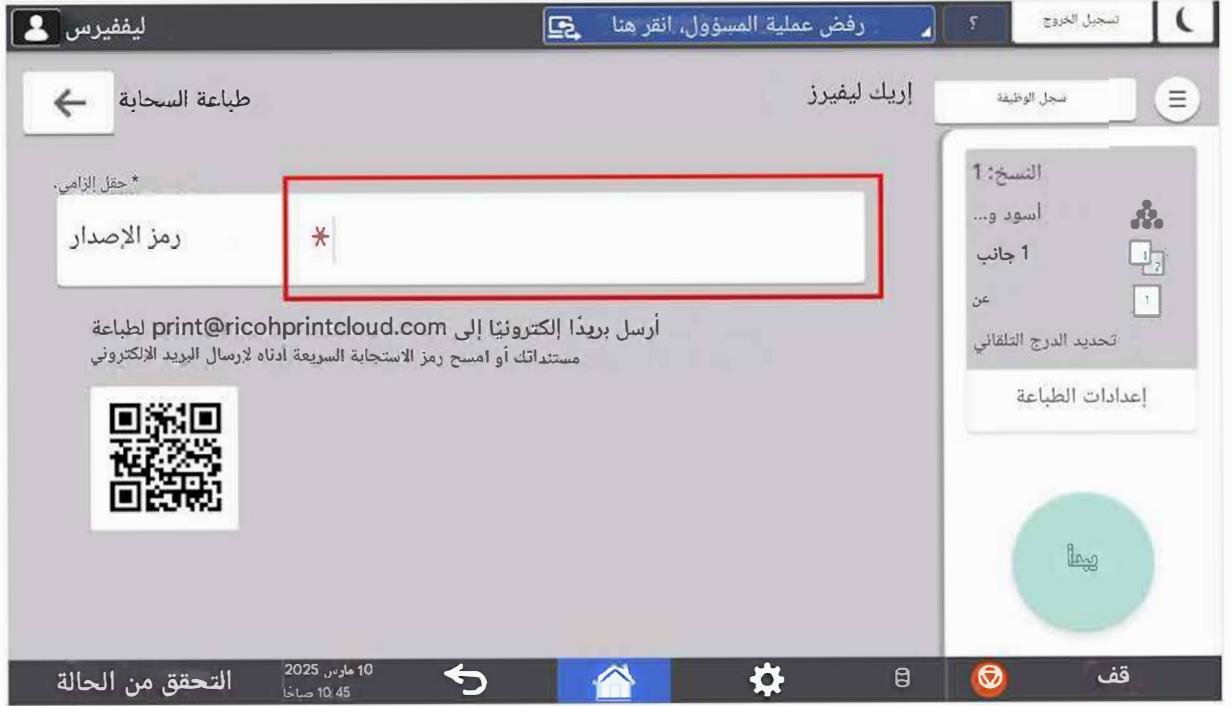 ليففيرس
رفض عملية المسؤول، انقر هنا
؟
تسجيل الخروج
طباعة السحابة
إريك ليفيرز
سجل الوظيفة
* حقل إلزامي.
رمز الإصدار
*
أرسل بريدًا إلكترونيًا إلى print@ricohprintcloud.com لطباعة
مستنداتك أو امسح رمز الاستجابة السريعة أدناه لإرسال البريد الإلكتروني
النسخ: 1
أسود و...
1 جانب
عن
تحديد الدرج التلقائي
إعدادات الطباعة
يبدأ
التحقق من الحالة
10 مارس 2025
10:45 صباحًا
قف